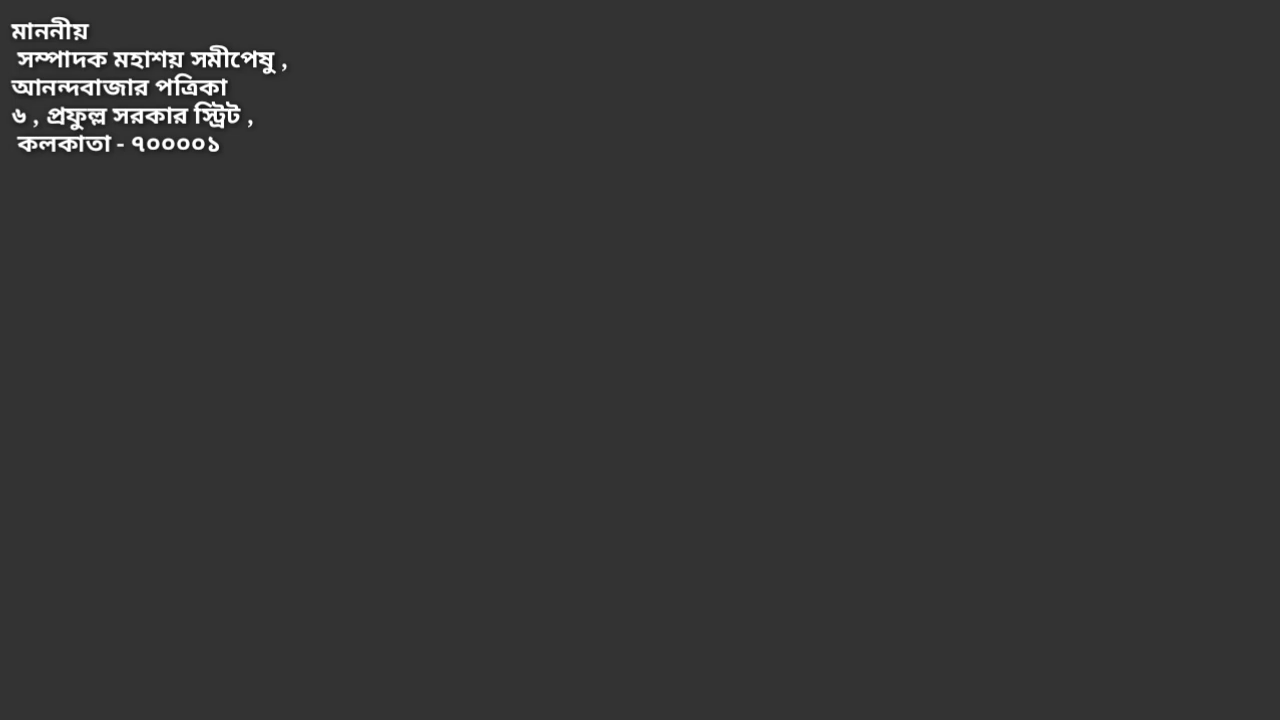 মাননীয়
সম্পাদক মহাশয় সমীপেষু ,
আনন্দবাজার পত্রিকা
৬ , প্রফুল্ল সরকার স্ট্রিট ,
কলকাতা - ৭০০০০১